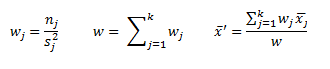 w_j = n_j / s_j^2    w = ∑_{j=1}^{k} w_j    x̄′ = ∑_{j=1}^{k} w_j x̄_j / w